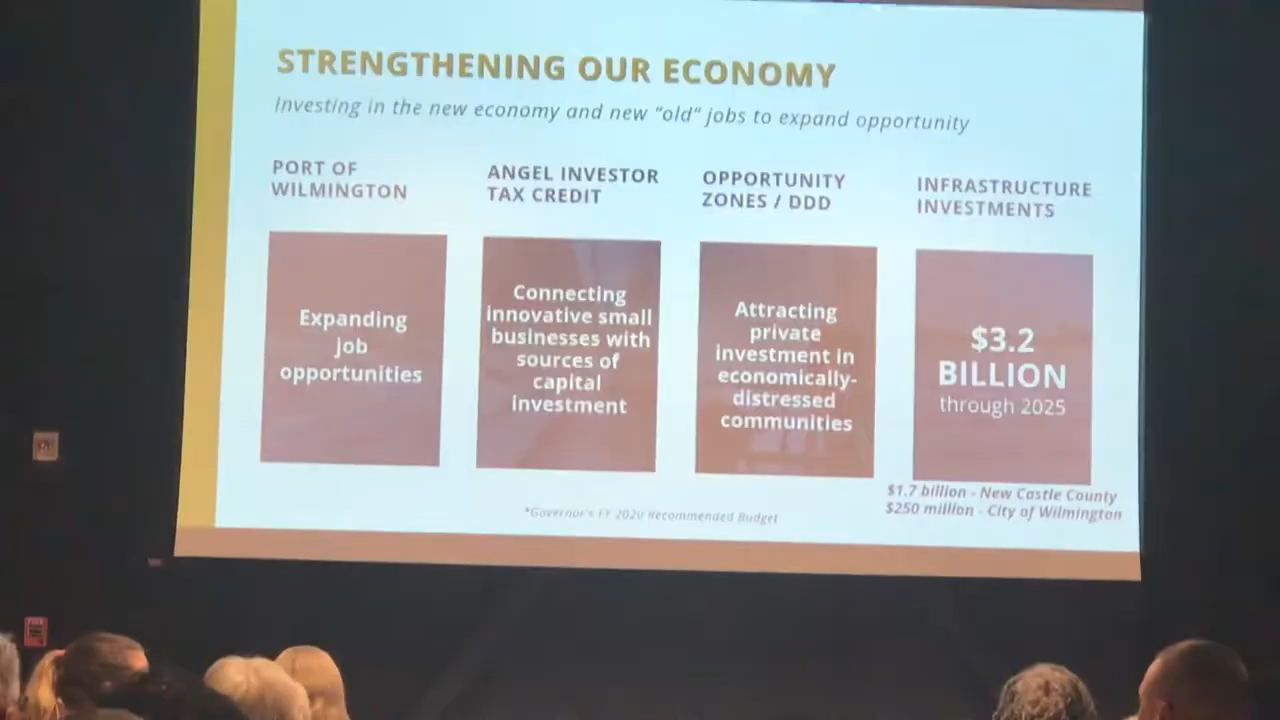 STRENGTHENING OUR ECONOMY
Investing in the new economy and new "old" jobs to expand opportunity
PORT OF
WILMINGTON
Expanding
job
opportunities
ANGEL INVESTOR
TAX CREDIT
Connecting
innovative small
businesses with
sources of
capital
investment
OPPORTUNITY
ZONES / DDD
Attracting
private
investment in
economically-
distressed
communities
INFRASTRUCTURE
INVESTMENTS
$3.2
BILLION
through 2025
$1.7 billion - New Castle County
$250 million - City of Wilmington
*Governor's FY 2020 Recommended Budget